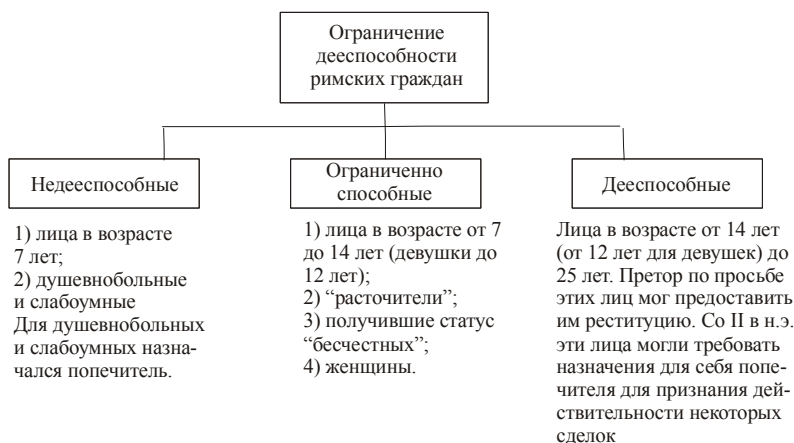 Ограничение
дееспособности
римских граждан
Недееспособные
1) лица в возрасте
7 лет;
2) душевнобольные
и слабоумные
Для душевнобольных
и слабоумных назна-
чался попечитель.
Ограниченно
способные
1) лица в возрасте от 7
до 14 лет (девушки до
12 лет);
2) “расточители”;
3) получившие статус
“бесчестных”;
4) женщины.
Дееспособные
Лица в возрасте от 14 лет
(от 12 лет для девушек) до
25 лет. Претор по просьбе
этих лиц мог предоставить
им реституцию. Со II в н.э.
эти лица могли требовать
назначения для себя попе-
чителя для признания дей-
ствительности некоторых
сделок